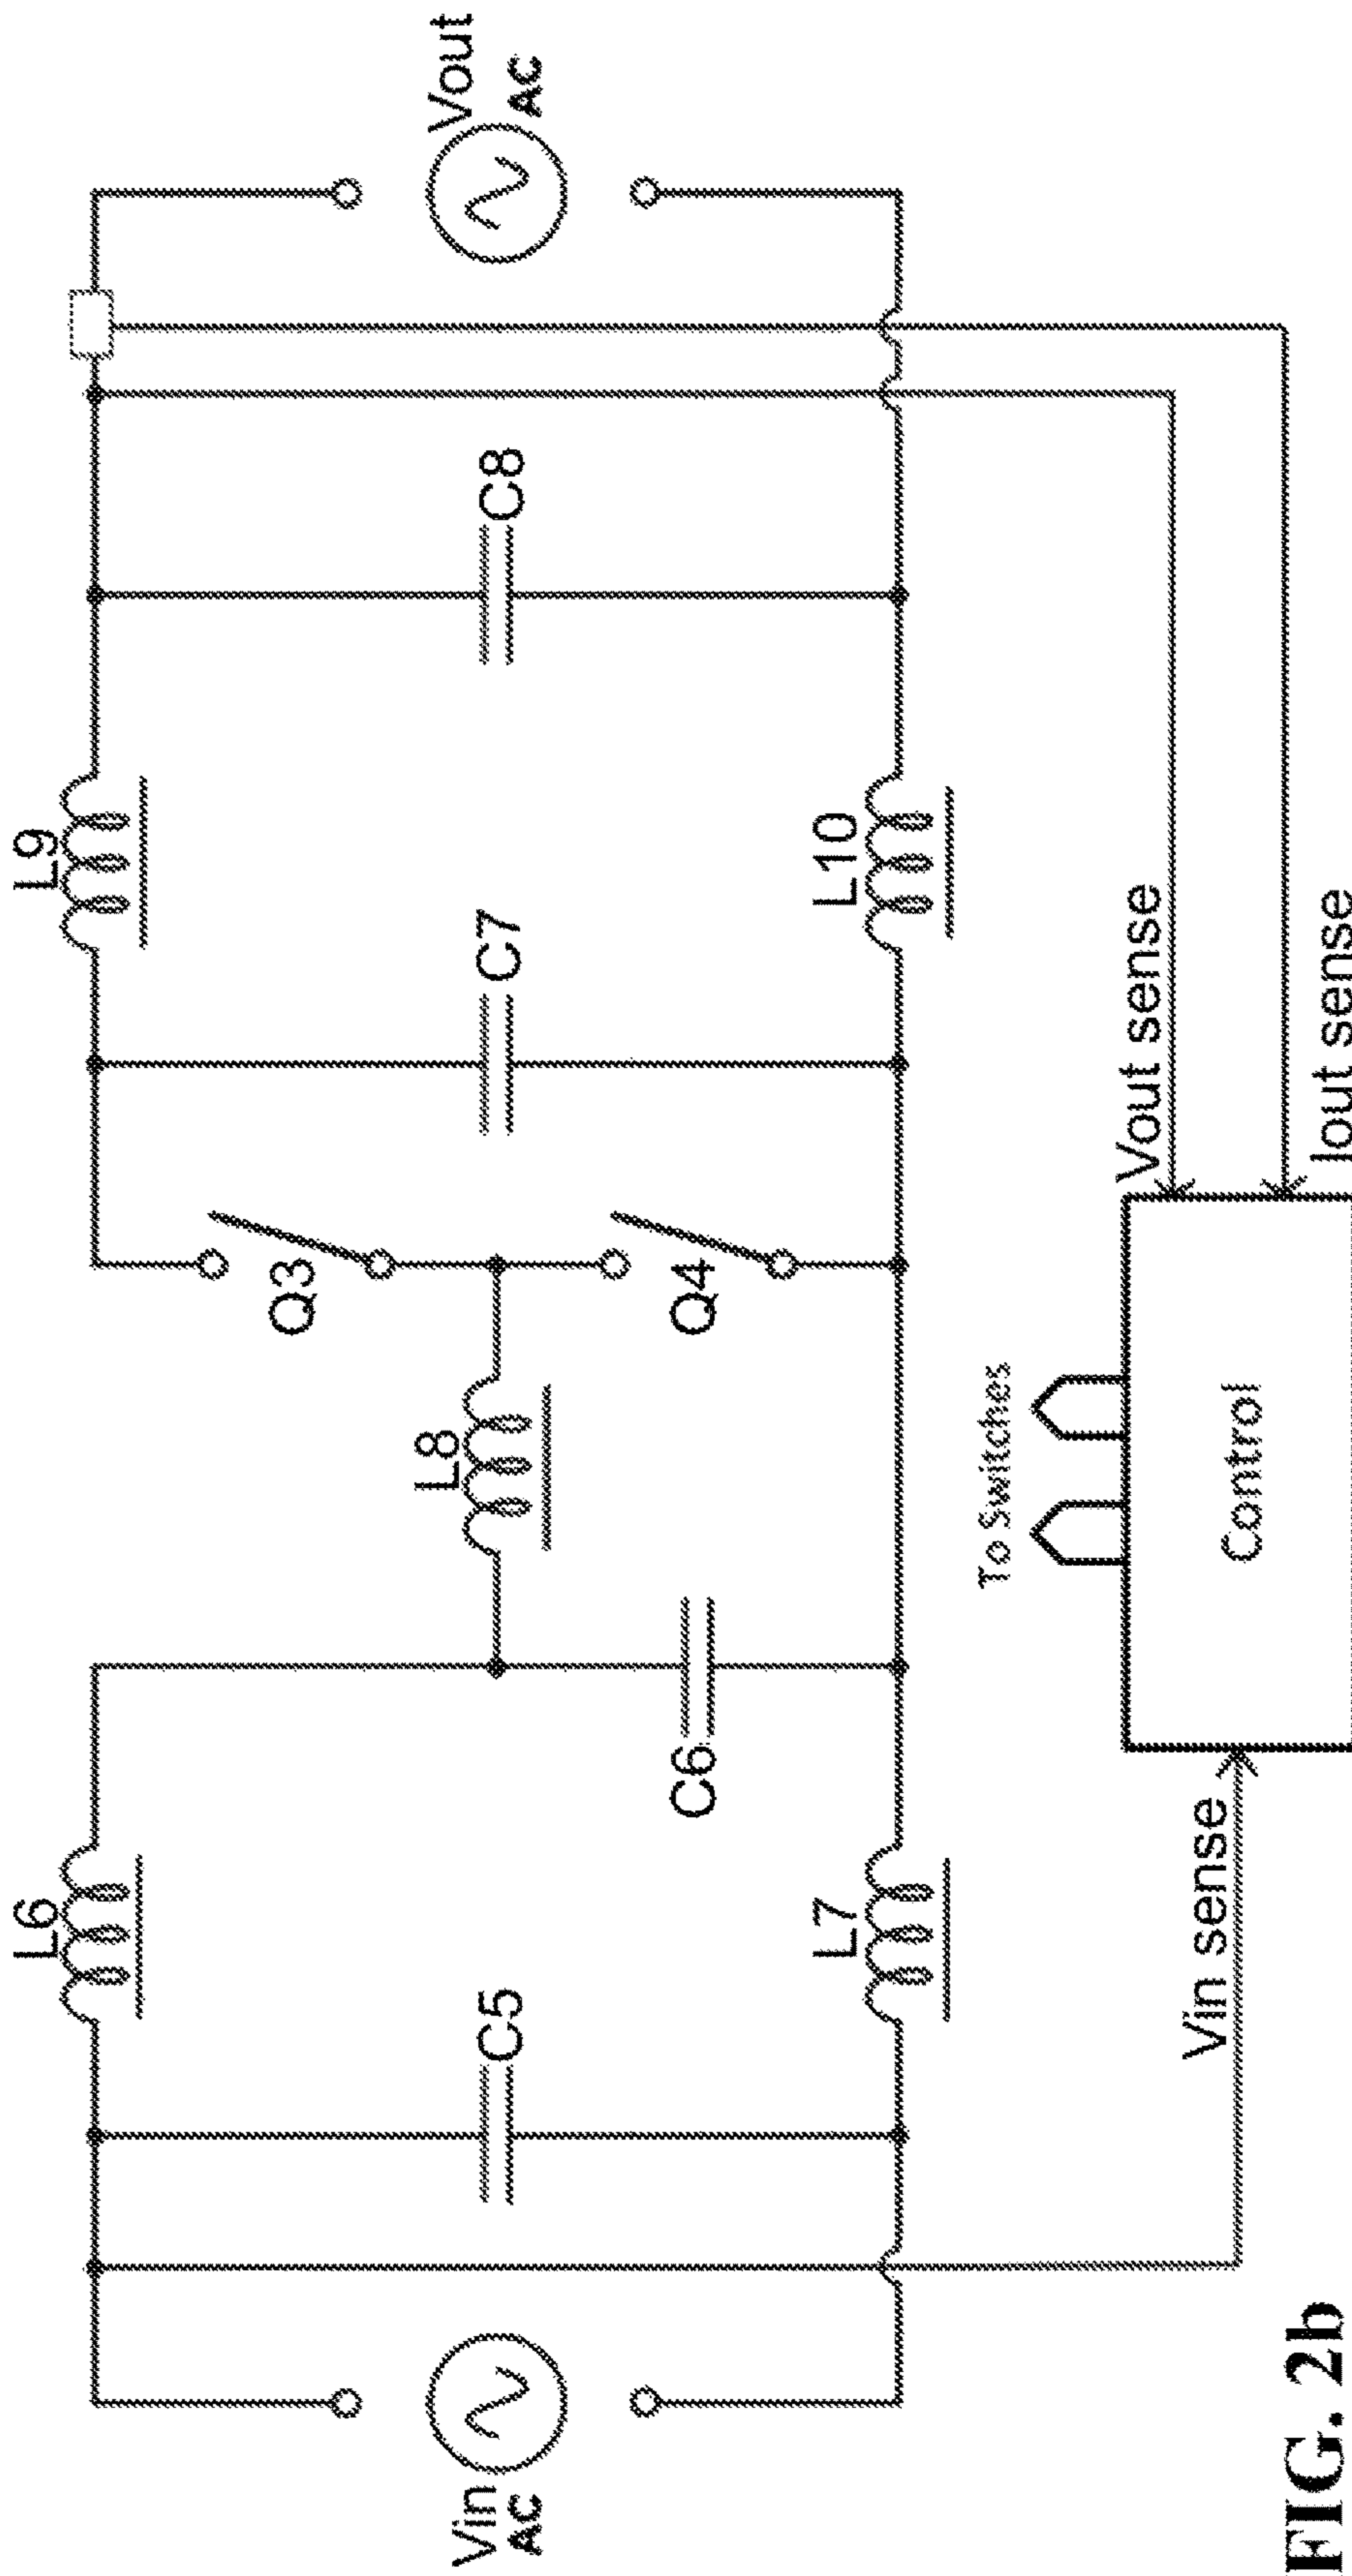 L6
L9
Vin
AC
C5
L8
Q3
C7
C8
Vout
AC
C6
Q4
L7
L10
To Switches
Vin sense
Control
Vout sense
Iout sense
FIG. 2b